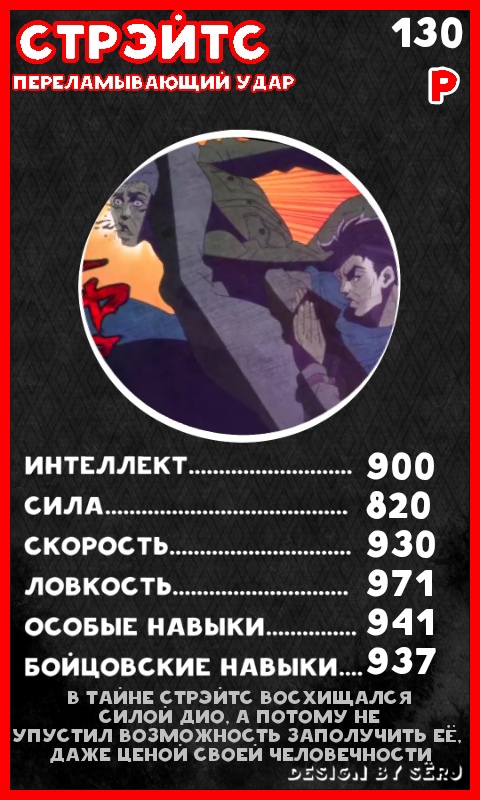 СТРЭЙТС 130
ПЕРЕЛАМЫВАЮЩИЙ УДАР Р
ИНТЕЛЛЕКТ............................ 900
СИЛА.......................................... 820
СКОРОСТЬ............................... 930
ЛОВКОСТЬ.............................. 971
ОСОБЫЕ НАВЫКИ............... 941
БОЙЦОВСКИЕ НАВЫКИ.... 937
В ТАЙНЕ СТРЭЙТС ВОСХИЩАЛСЯ
СИЛОЙ ДИО, А ПОТОМУ НЕ
УПУСТИЛ ВОЗМОЖНОСТЬ ЗАПОЛУЧИТЬ ЕЁ,
ДАЖЕ ЦЕНОЙ СВОЕЙ ЧЕЛОВЕЧНОСТИ
DESIGN BY SЁRJ